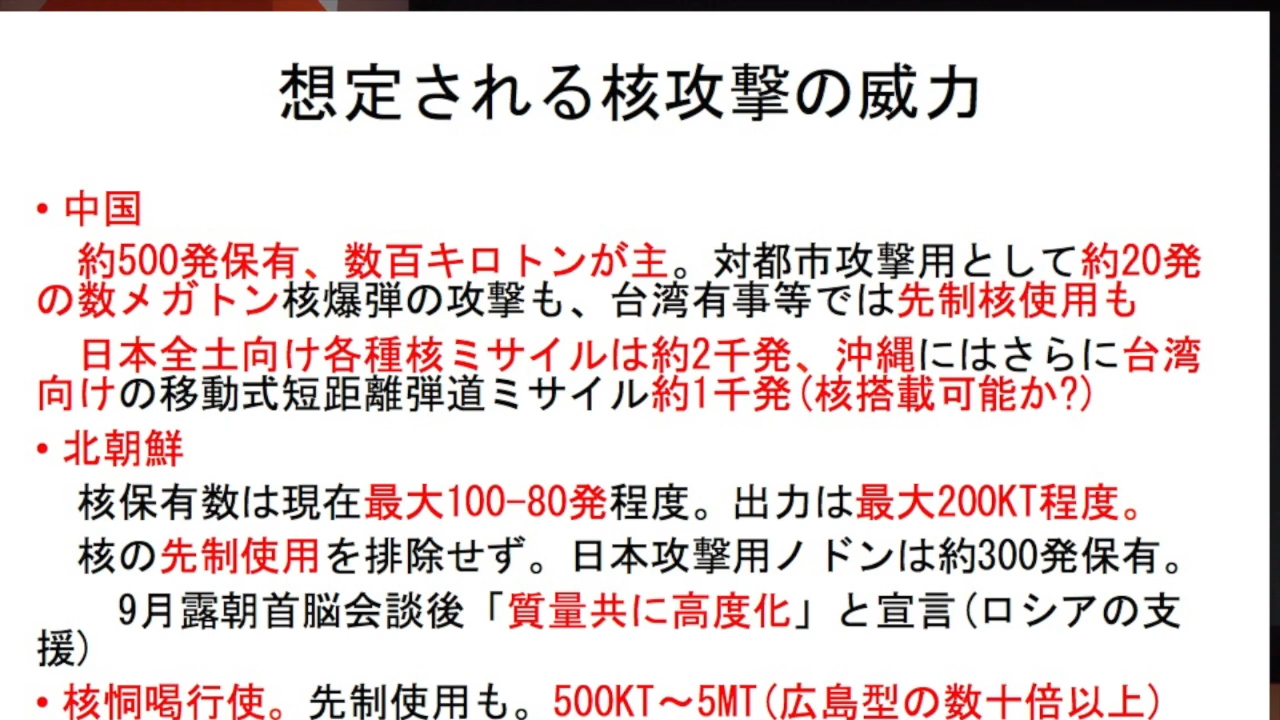 想定される核攻撃の威力
• 中国
約500発保有、数百キロトンが主。対都市攻撃用として約20発
の数メガトン核爆弾の攻撃も、台湾有事等では先制核使用も
日本全土向け各種核ミサイルは約2千発、沖縄にはさらに台湾
向けの移動式短距離弾道ミサイル約1千発(核搭載可能か?)
• 北朝鮮
核保有数は現在最大100-80発程度。出力は最大200KT程度。
核の先制使用を排除せず。日本攻撃用ノドンは約300発保有。
9月露朝首脳会談後「質量共に高度化」と宣言(ロシアの支
援)
• 核恫喝行使。先制使用も。500KT～5MT(広島型の数十倍以上)